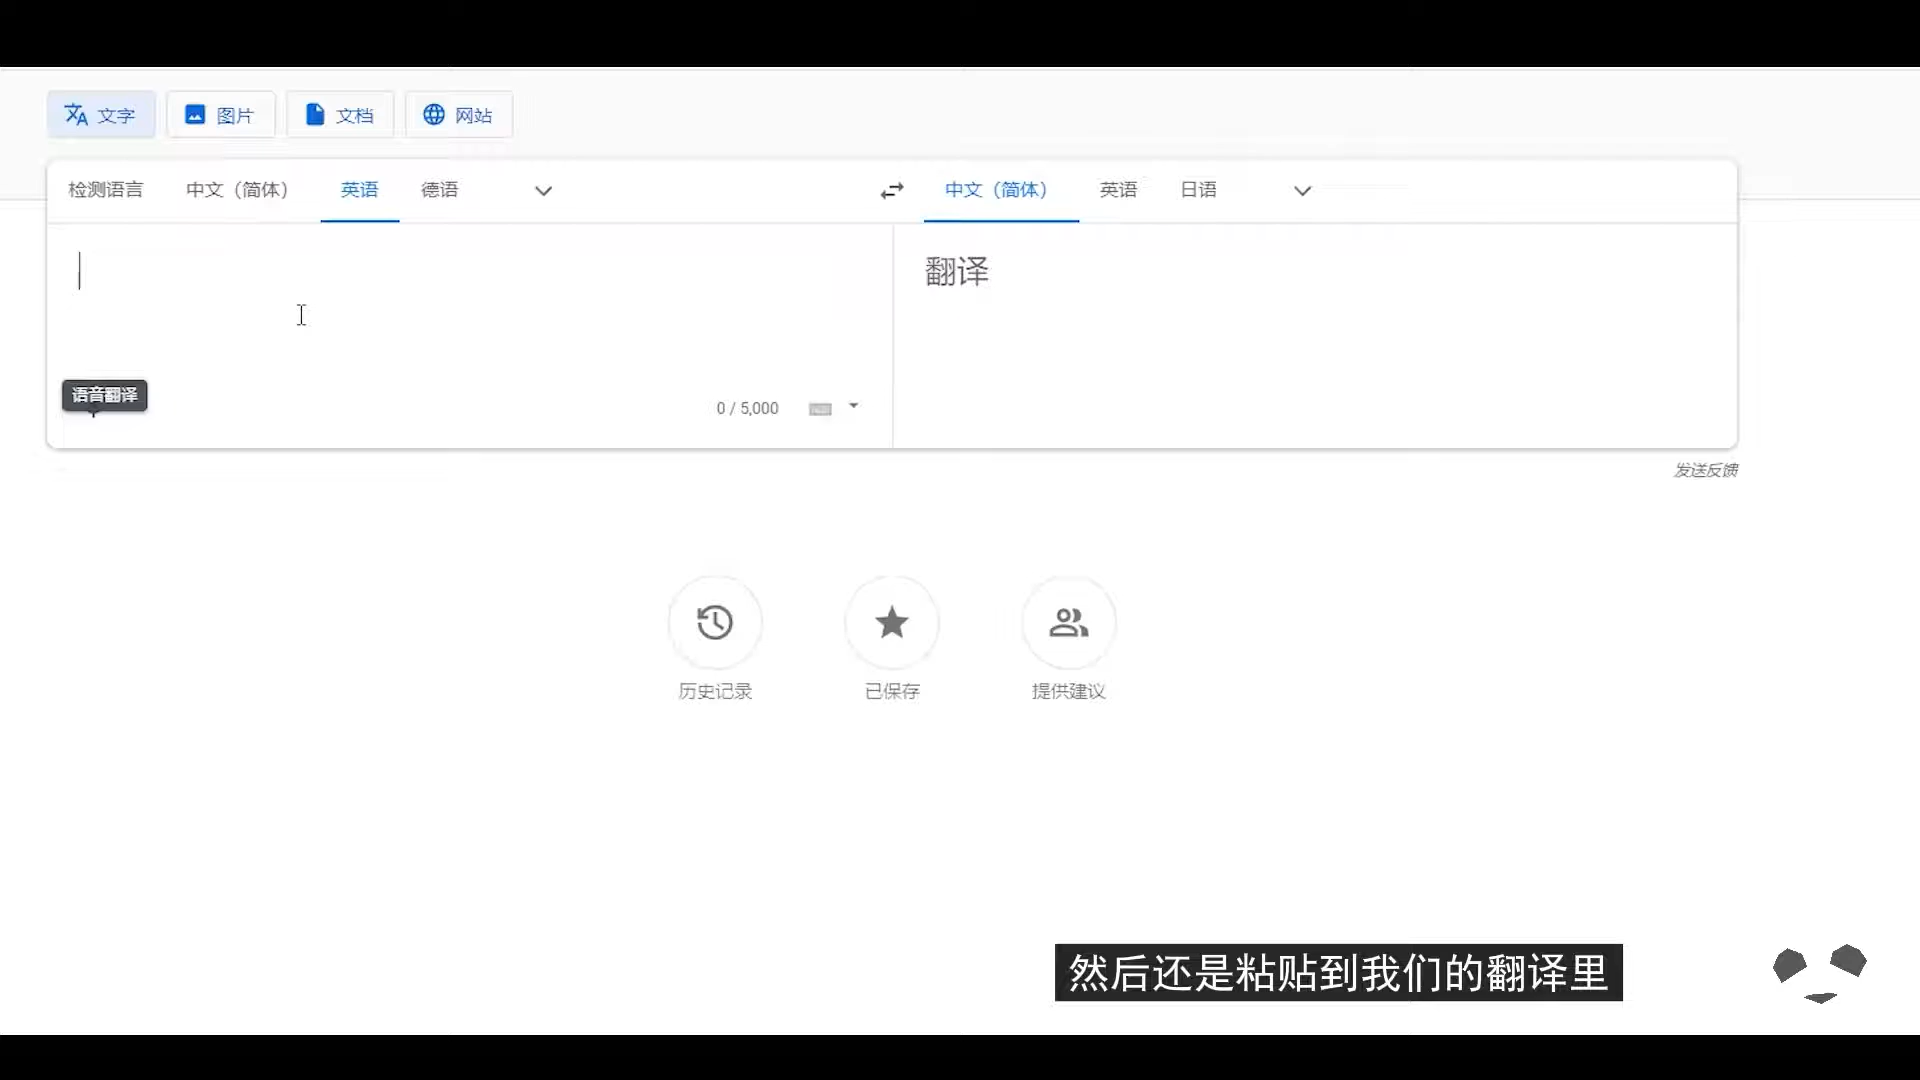 文字 图片 文档 网站
检测语言 中文（简体） 英语 德语 中文（简体） 英语 日语
翻译
语音翻译
0 / 5,000
发送反馈
历史记录 已保存 提供建议
然后还是粘贴到我们的翻译里